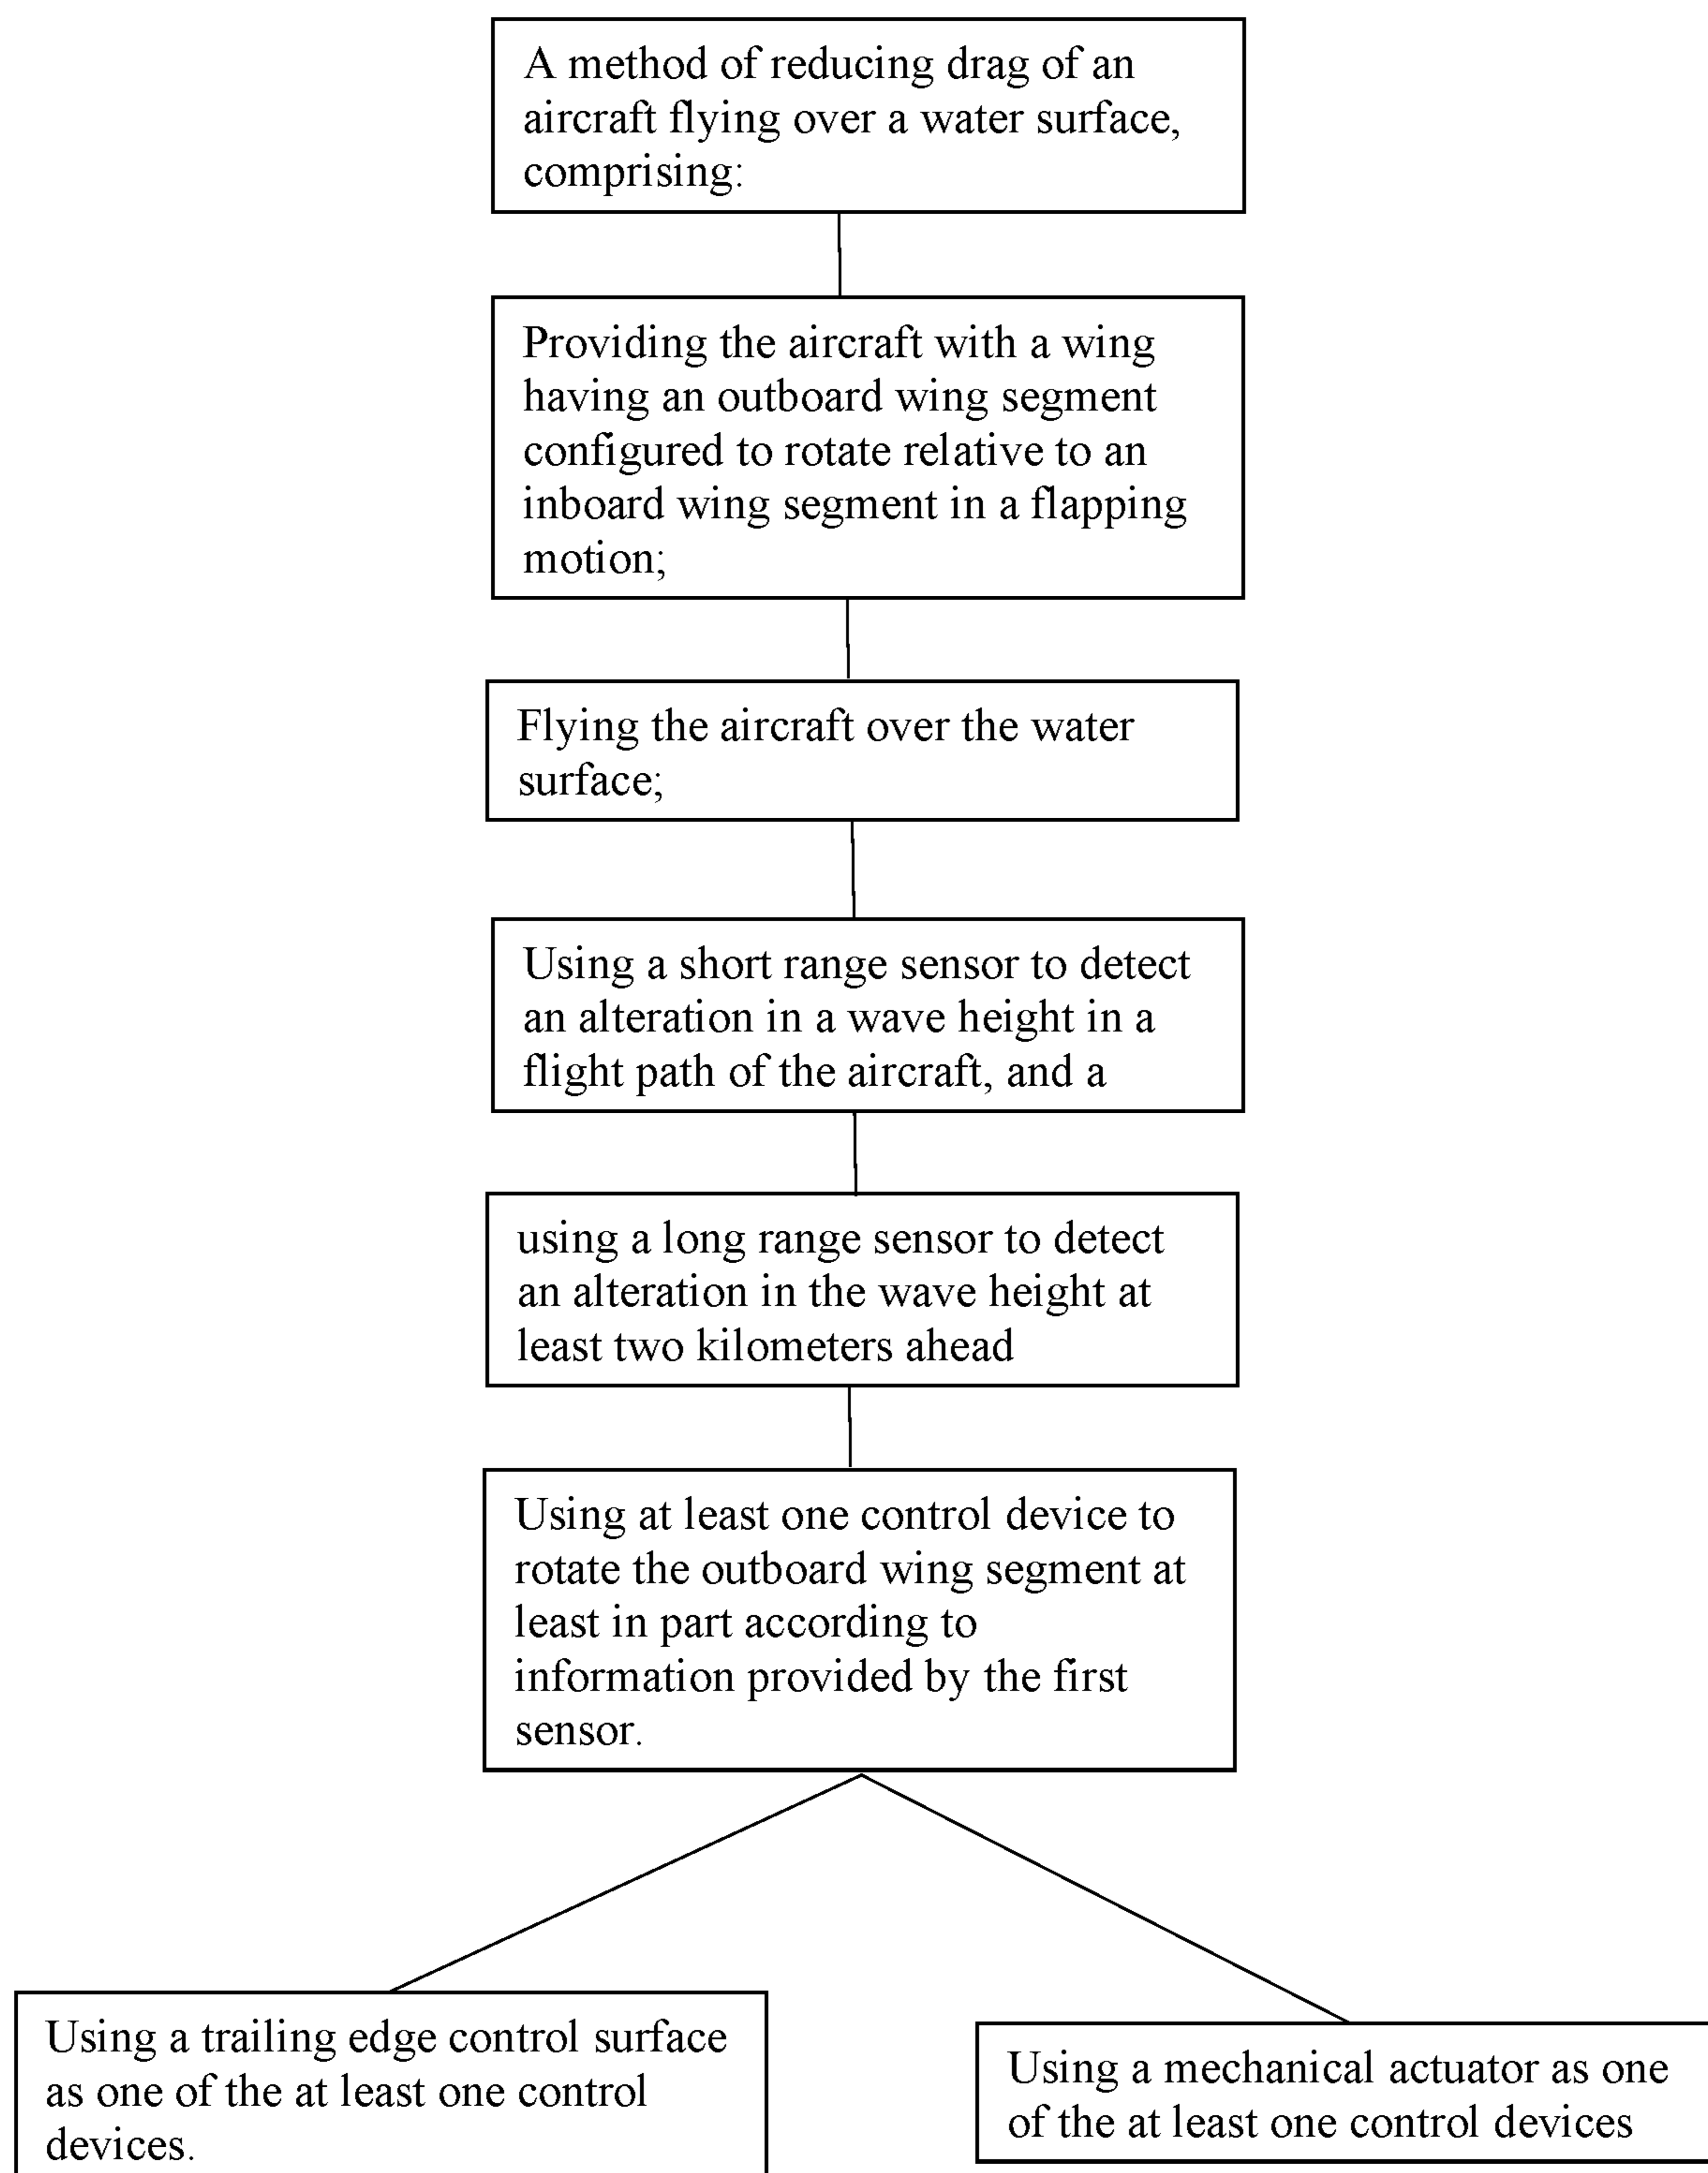 A method of reducing drag of an
aircraft flying over a water surface,
comprising:
Providing the aircraft with a wing
having an outboard wing segment
configured to rotate relative to an
inboard wing segment in a flapping
motion;
Flying the aircraft over the water
surface;
Using a short range sensor to detect
an alteration in a wave height in a
flight path of the aircraft, and a
using a long range sensor to detect
an alteration in the wave height at
least two kilometers ahead
Using at least one control device to
rotate the outboard wing segment at
least in part according to
information provided by the first
sensor.
Using a trailing edge control surface
as one of the at least one control
devices.
Using a mechanical actuator as one
of the at least one control devices